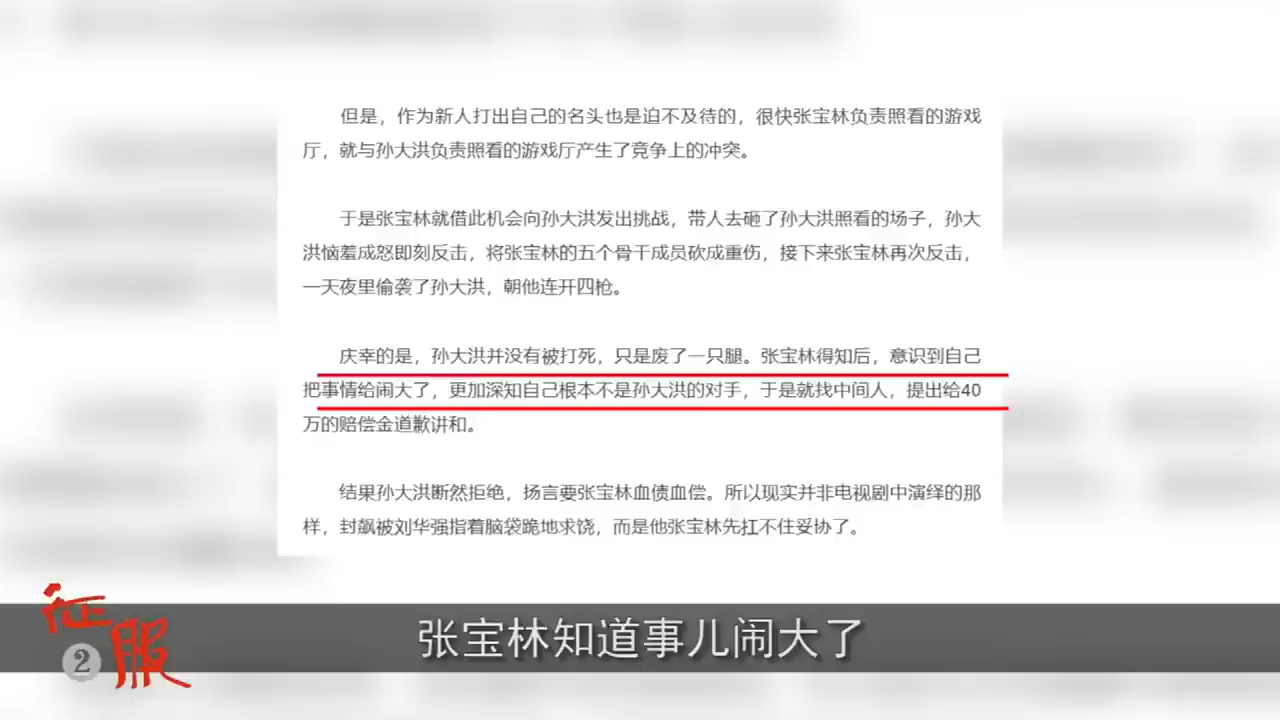 但是，作为新人打出自己的名头也是迫不及待的，很快张宝林负责照看的游戏
厅，就与孙大洪负责照看的游戏厅产生了竞争上的冲突。
于是张宝林就借此机会向孙大洪发出挑战，带人去砸了孙大洪照看的场子，孙大
洪恼羞成怒即刻反击，将张宝林的五个骨干成员砍成重伤，接下来张宝林再次反击，
一天夜里偷袭了孙大洪，朝他连开四枪。
庆幸的是，孙大洪并没有被打死，只是废了一只腿。张宝林得知后，意识到自己
把事情给闹大了，更加深知自己根本不是孙大洪的对手，于是就找中间人，提出给40
万的赔偿金道歉讲和。
结果孙大洪断然拒绝，扬言要张宝林血债血偿。所以现实并非电视剧中演绎的那
样，封飙被刘华强指着脑袋跪地求饶，而是他张宝林先扛不住妥协了。
征服
2
张宝林知道事儿闹大了